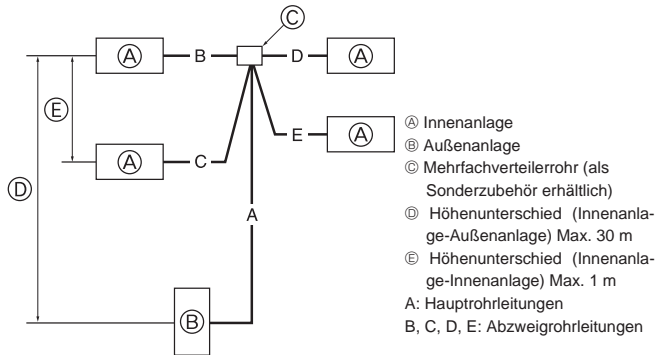 Ⓒ
Ⓐ B D Ⓐ
Ⓔ
Ⓐ C E Ⓐ
Ⓓ
A
Ⓑ
Ⓐ Innenanlage
Ⓑ Außenanlage
Ⓒ Mehrfachverteilerrohr (als
Sonderzubehör erhältlich)
Ⓓ Höhenunterschied (Innenanla-
ge-Außenanlage) Max. 30 m
Ⓔ Höhenunterschied (Innenanla-
ge-Innenanlage) Max. 1 m
A: Hauptrohrleitungen
B, C, D, E: Abzweigrohrleitungen